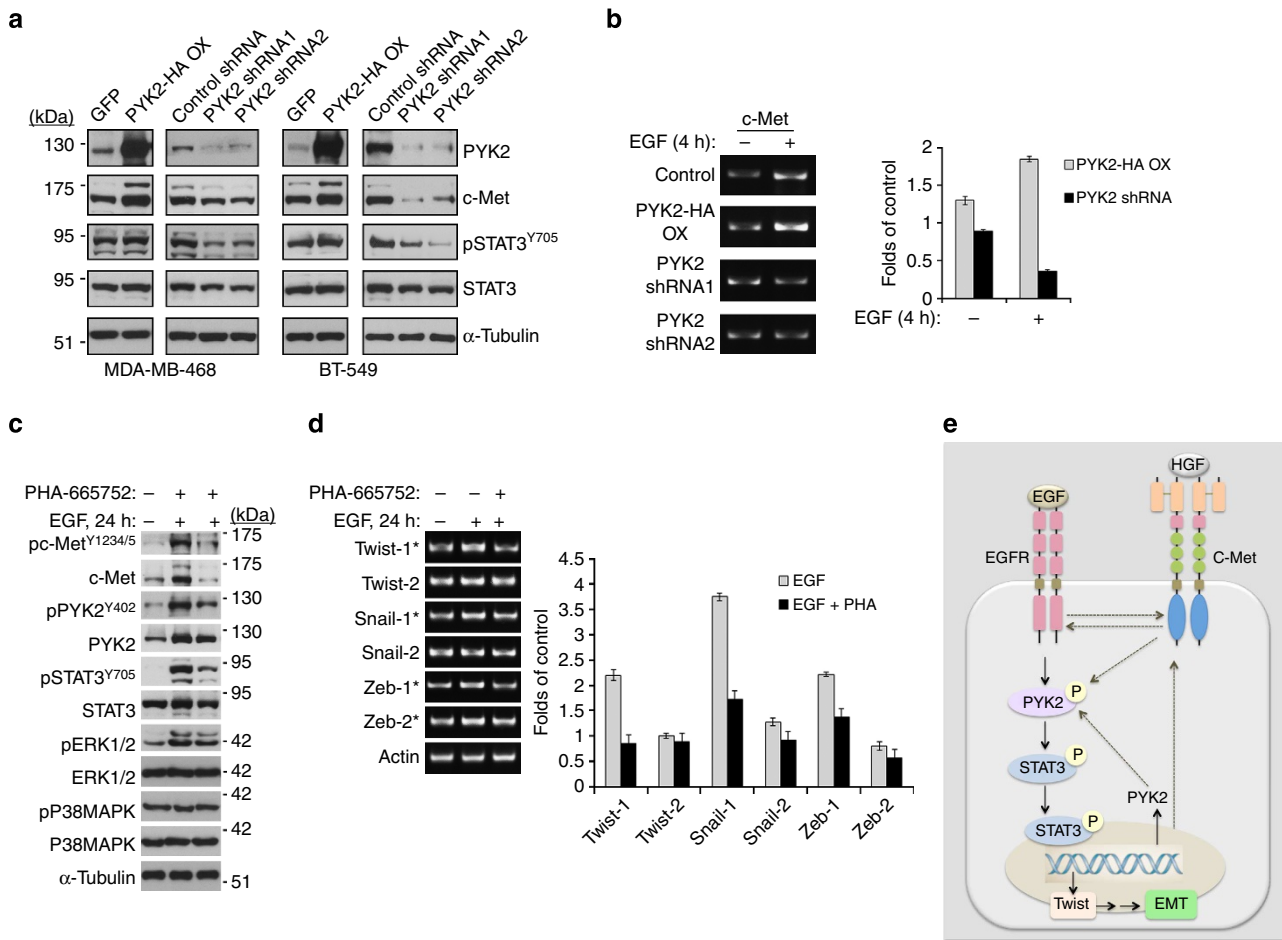 a
(kDa)
GFP
PYK2-HA OX
Control shRNA
PYK2 shRNA1
PYK2 shRNA2
GFP
PYK2-HA OX
Control shRNA
PYK2 shRNA1
PYK2 shRNA2
130
PYK2
175
c-Met
95
pSTAT3Y705
95
STAT3
51
α-Tubulin
MDA-MB-468
BT-549
b
c-Met
EGF (4 h): – +
Control
PYK2-HA
OX
PYK2
shRNA1
PYK2
shRNA2
Folds of control
2
1.5
1
0.5
0
EGF (4 h): – +
PYK2-HA OX
PYK2 shRNA
c
PHA-665752: – + +
EGF, 24 h: – + +
(kDa)
pc-MetY1234/5
175
c-Met
175
pPYK2Y402
130
PYK2
130
pSTAT3Y705
95
STAT3
95
pERK1/2
42
ERK1/2
42
pP38MAPK
42
P38MAPK
42
α-Tubulin
51
d
PHA-665752: – – +
EGF, 24 h: – + +
Twist-1*
Twist-2
Snail-1*
Snail-2
Zeb-1*
Zeb-2*
Actin
Folds of control
4.5
4
3.5
3
2.5
2
1.5
1
0.5
0
EGF
EGF + PHA
Twist-1
Twist-2
Snail-1
Snail-2
Zeb-1
Zeb-2
e
HGF
EGF
EGFR
C-Met
PYK2
P
STAT3
P
PYK2
STAT3
P
Twist
EMT